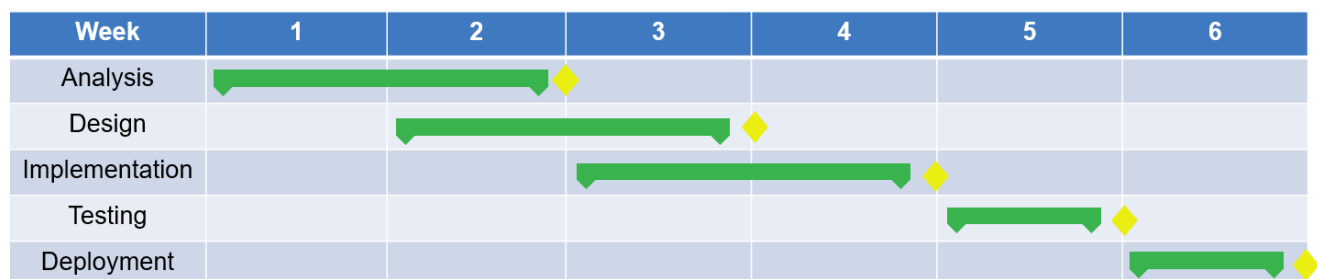 Week 1 2 3 4 5 6
Analysis
Design
Implementation
Testing
Deployment